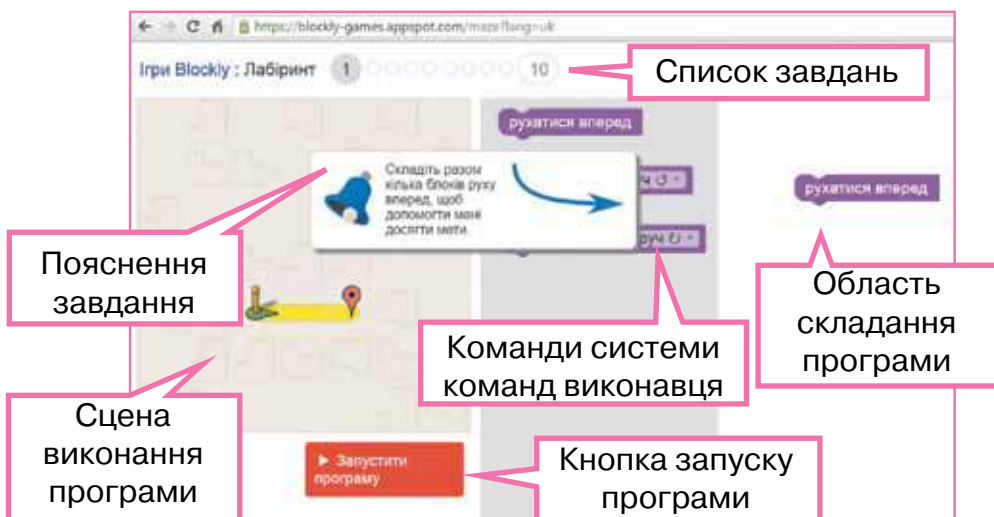 https://blockly-games.appspot.com/maze?lang=uk
Ігри Blockly : Лабіринт 1 10
Список завдань
рухатися вперед
Складіть разом
кілька блоків руху
вперед, щоб
допомогти мені
досягти мети.
рухатися вперед
Пояснення
завдання
Область
складання
програми
Команди системи
команд виконавця
Сцена
виконання
програми
Запустити
програму
Кнопка запуску
програми